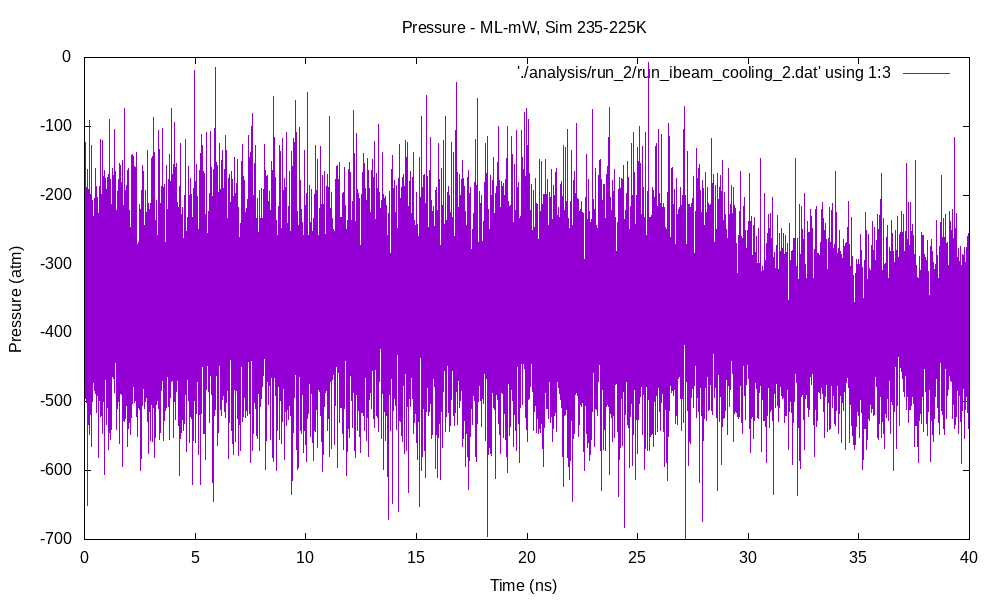 Pressure - ML-mW, Sim 235-225K
'./analysis/run_2/run_ibeam_cooling_2.dat' using 1:3
0
-100
-200
-300
-400
-500
-600
-700
Pressure (atm)
0 5 10 15 20 25 30 35 40
Time (ns)